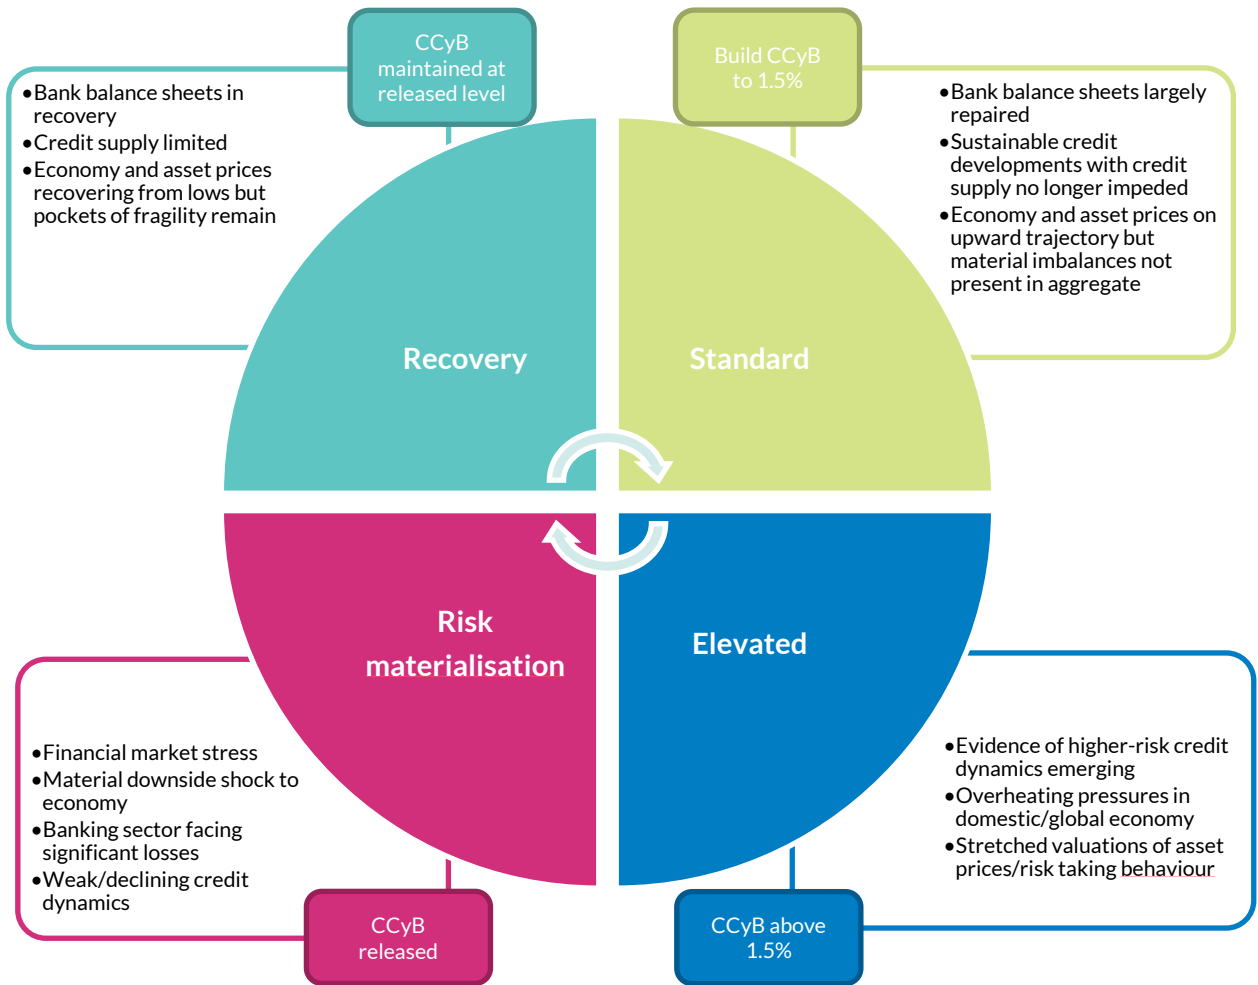 CCyB
maintained at
released level
•Bank balance sheets in
recovery
•Credit supply limited
•Economy and asset prices
recovering from lows but
pockets of fragility remain
Recovery
Build CCyB
to 1.5%
•Bank balance sheets largely
repaired
•Sustainable credit
developments with credit
supply no longer impeded
•Economy and asset prices on
upward trajectory but
material imbalances not
present in aggregate
Standard
Risk
materialisation
•Financial market stress
•Material downside shock to
economy
•Banking sector facing
significant losses
•Weak/declining credit
dynamics
CCyB
released
Elevated
•Evidence of higher-risk credit
dynamics emerging
•Overheating pressures in
domestic/global economy
•Stretched valuations of asset
prices/risk taking behaviour
CCyB above
1.5%